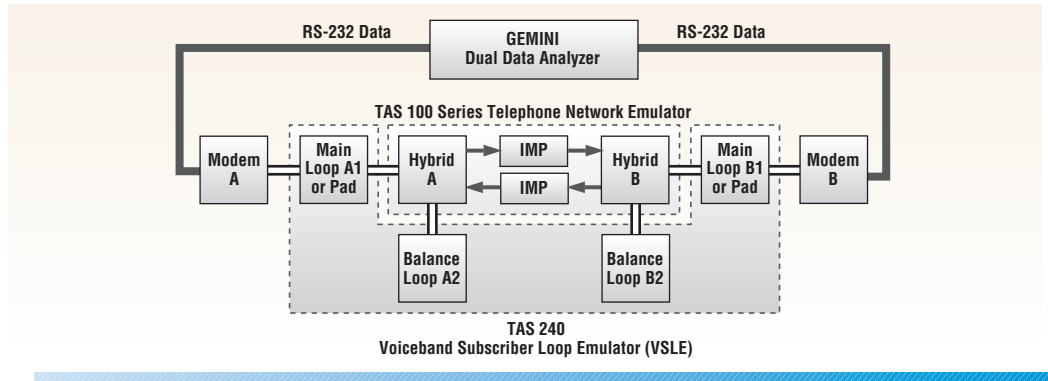 RS-232 Data
GEMINI
Dual Data Analyzer
RS-232 Data
TAS 100 Series Telephone Network Emulator
Modem
A
Main
Loop A1
or Pad
Hybrid
A
IMP
IMP
Hybrid
B
Main
Loop B1
or Pad
Modem
B
Balance
Loop A2
Balance
Loop B2
TAS 240
Voiceband Subscriber Loop Emulator (VSLE)